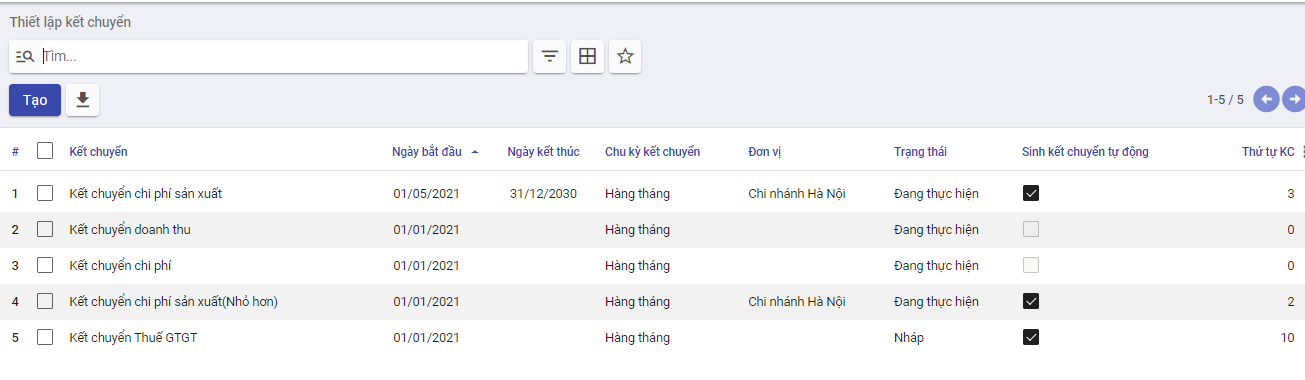 Thiết lập kết chuyển
Tìm...
Tạo
1-5 / 5
# Kết chuyển Ngày bắt đầu Ngày kết thúc Chu kỳ kết chuyển Đơn vị Trạng thái Sinh kết chuyển tự động Thứ tự KC
1 Kết chuyển chi phí sản xuất 01/05/2021 31/12/2030 Hàng tháng Chi nhánh Hà Nội Đang thực hiện 3
2 Kết chuyển doanh thu 01/01/2021 Hàng tháng Đang thực hiện 0
3 Kết chuyển chi phí 01/01/2021 Hàng tháng Đang thực hiện 0
4 Kết chuyển chi phí sản xuất(Nhỏ hơn) 01/01/2021 Hàng tháng Chi nhánh Hà Nội Đang thực hiện 2
5 Kết chuyển Thuế GTGT 01/01/2021 Hàng tháng Nháp 10